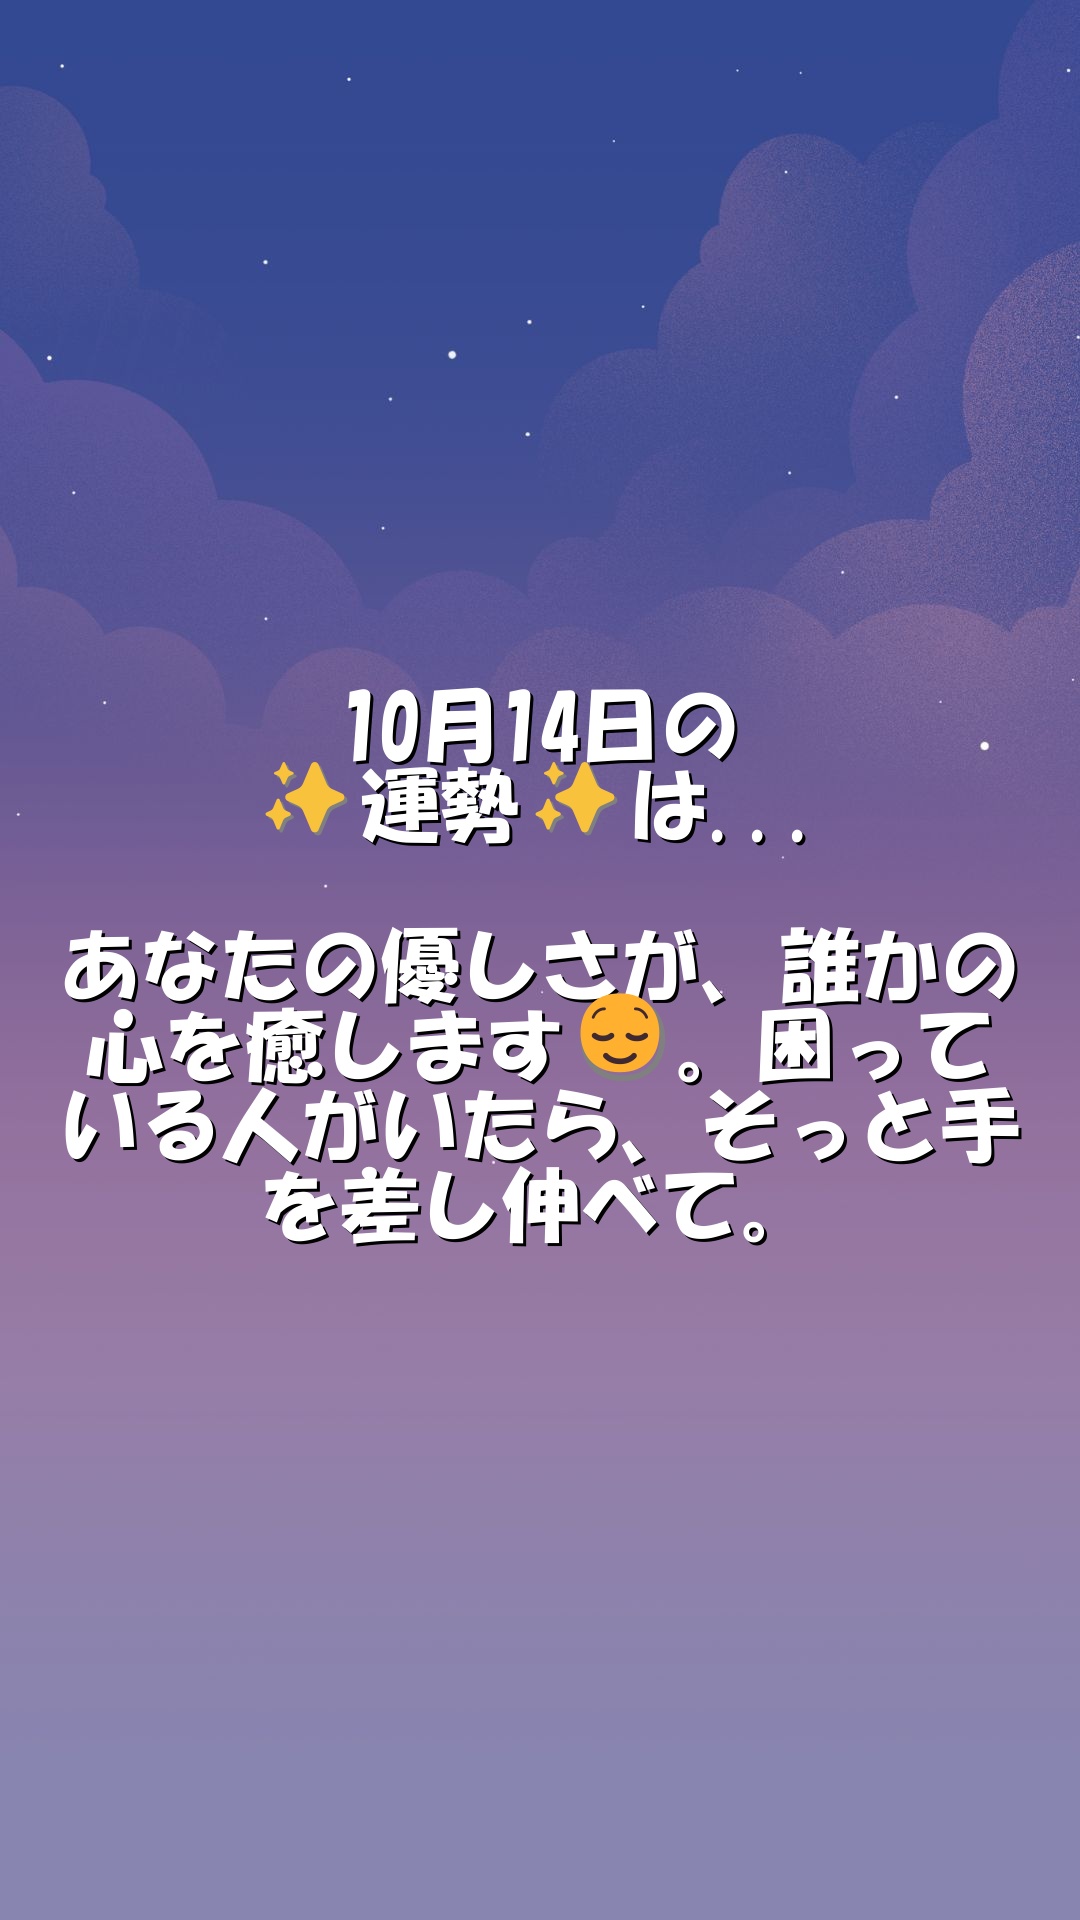 10月14日の
✨運勢✨は...
あなたの優しさが、誰かの
心を癒します😌。困って
いる人がいたら、そっと手
を差し伸べて。